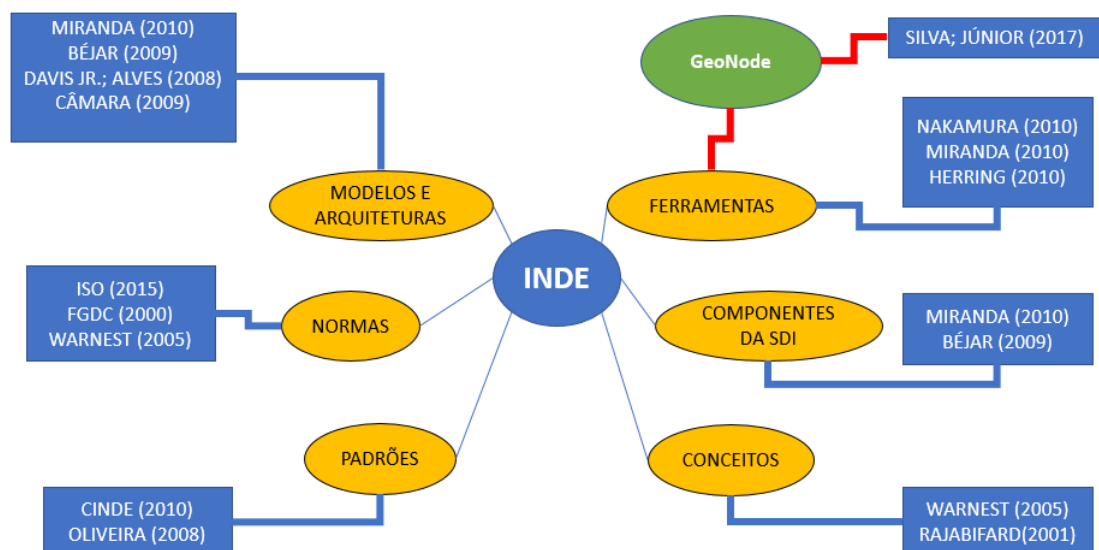 MIRANDA (2010)
BÉJAR (2009)
DAVIS JR.; ALVES (2008)
CÂMARA (2009)
GeoNode
SILVA; JÚNIOR (2017)
NAKAMURA (2010)
MIRANDA (2010)
HERRING (2010)
MODELOS E
ARQUITETURAS
FERRAMENTAS
INDE
ISO (2015)
FGDC (2000)
WARNEST (2005)
NORMAS
COMPONENTES
DA SDI
MIRANDA (2010)
BÉJAR (2009)
PADRÕES
CONCEITOS
CINDE (2010)
OLIVEIRA (2008)
WARNEST (2005)
RAJABIFARD(2001)